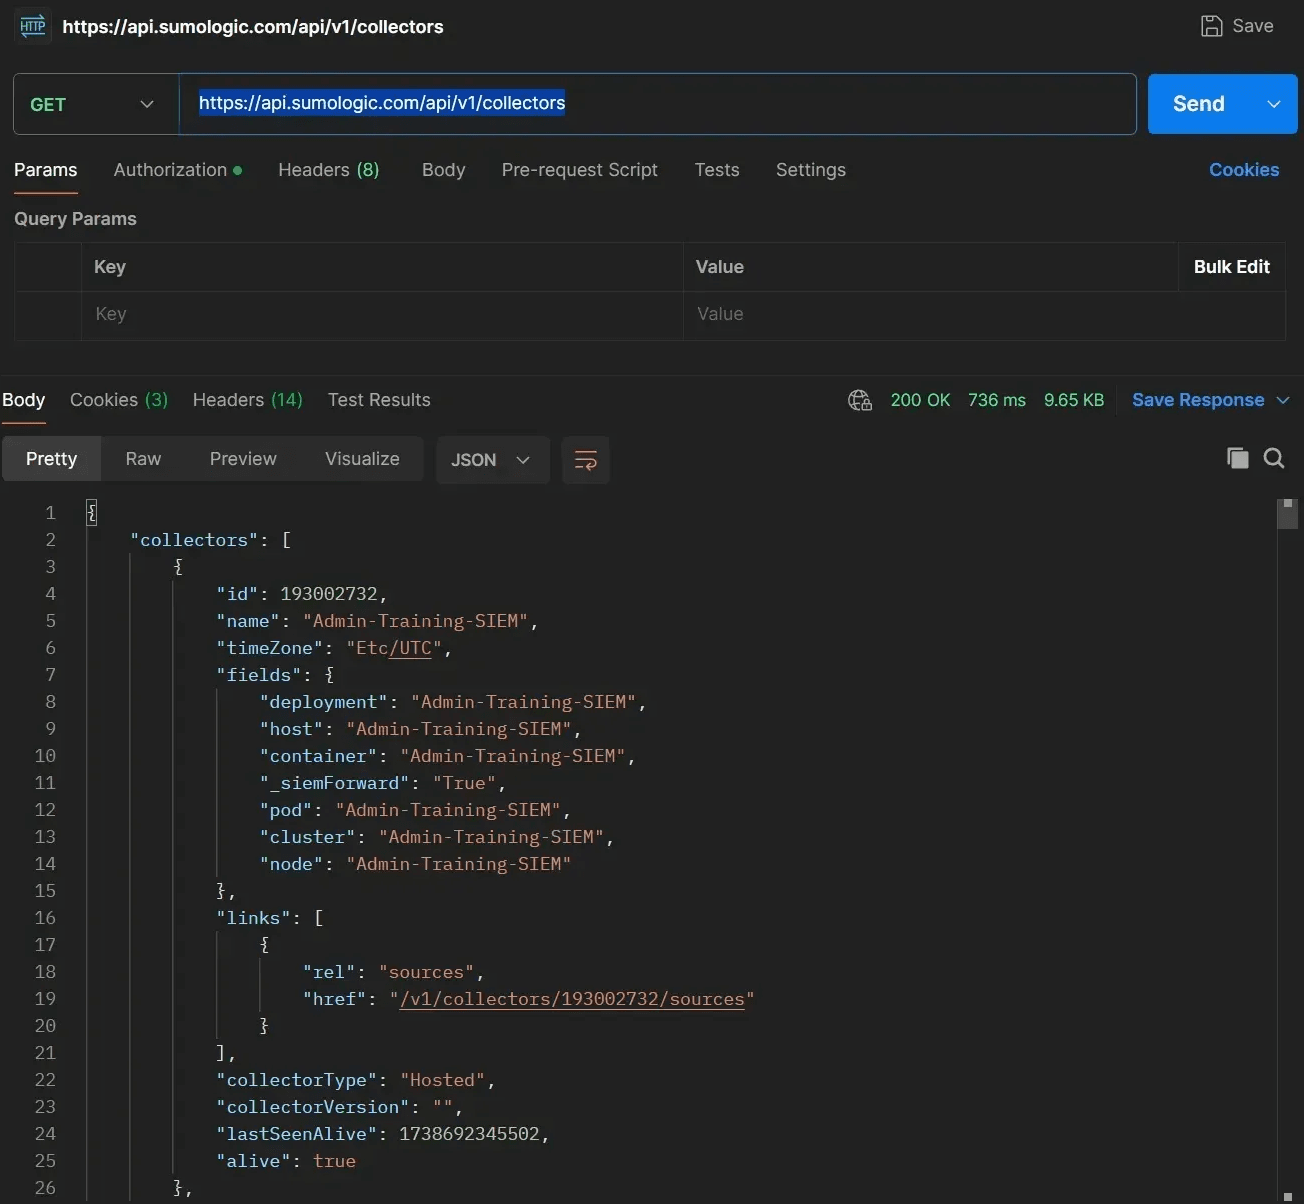 HTTP https://api.sumologic.com/api/v1/collectors Save
GET https://api.sumologic.com/api/v1/collectors Send
Params Authorization Headers (8) Body Pre-request Script Tests Settings Cookies
Query Params
Key Value Bulk Edit
Key Value
Body Cookies (3) Headers (14) Test Results 200 OK 736 ms 9.65 KB Save Response
Pretty Raw Preview Visualize JSON
1 {
2 "collectors": [
3 {
4 "id": 193002732,
5 "name": "Admin-Training-SIEM",
6 "timeZone": "Etc/UTC",
7 "fields": {
8 "deployment": "Admin-Training-SIEM",
9 "host": "Admin-Training-SIEM",
10 "container": "Admin-Training-SIEM",
11 "_siemForward": "True",
12 "pod": "Admin-Training-SIEM",
13 "cluster": "Admin-Training-SIEM",
14 "node": "Admin-Training-SIEM"
15 },
16 "links": [
17 {
18 "rel": "sources",
19 "href": "/v1/collectors/193002732/sources"
20 }
21 ],
22 "collectorType": "Hosted",
23 "collectorVersion": "",
24 "lastSeenAlive": 1738692345502,
25 "alive": true
26 },